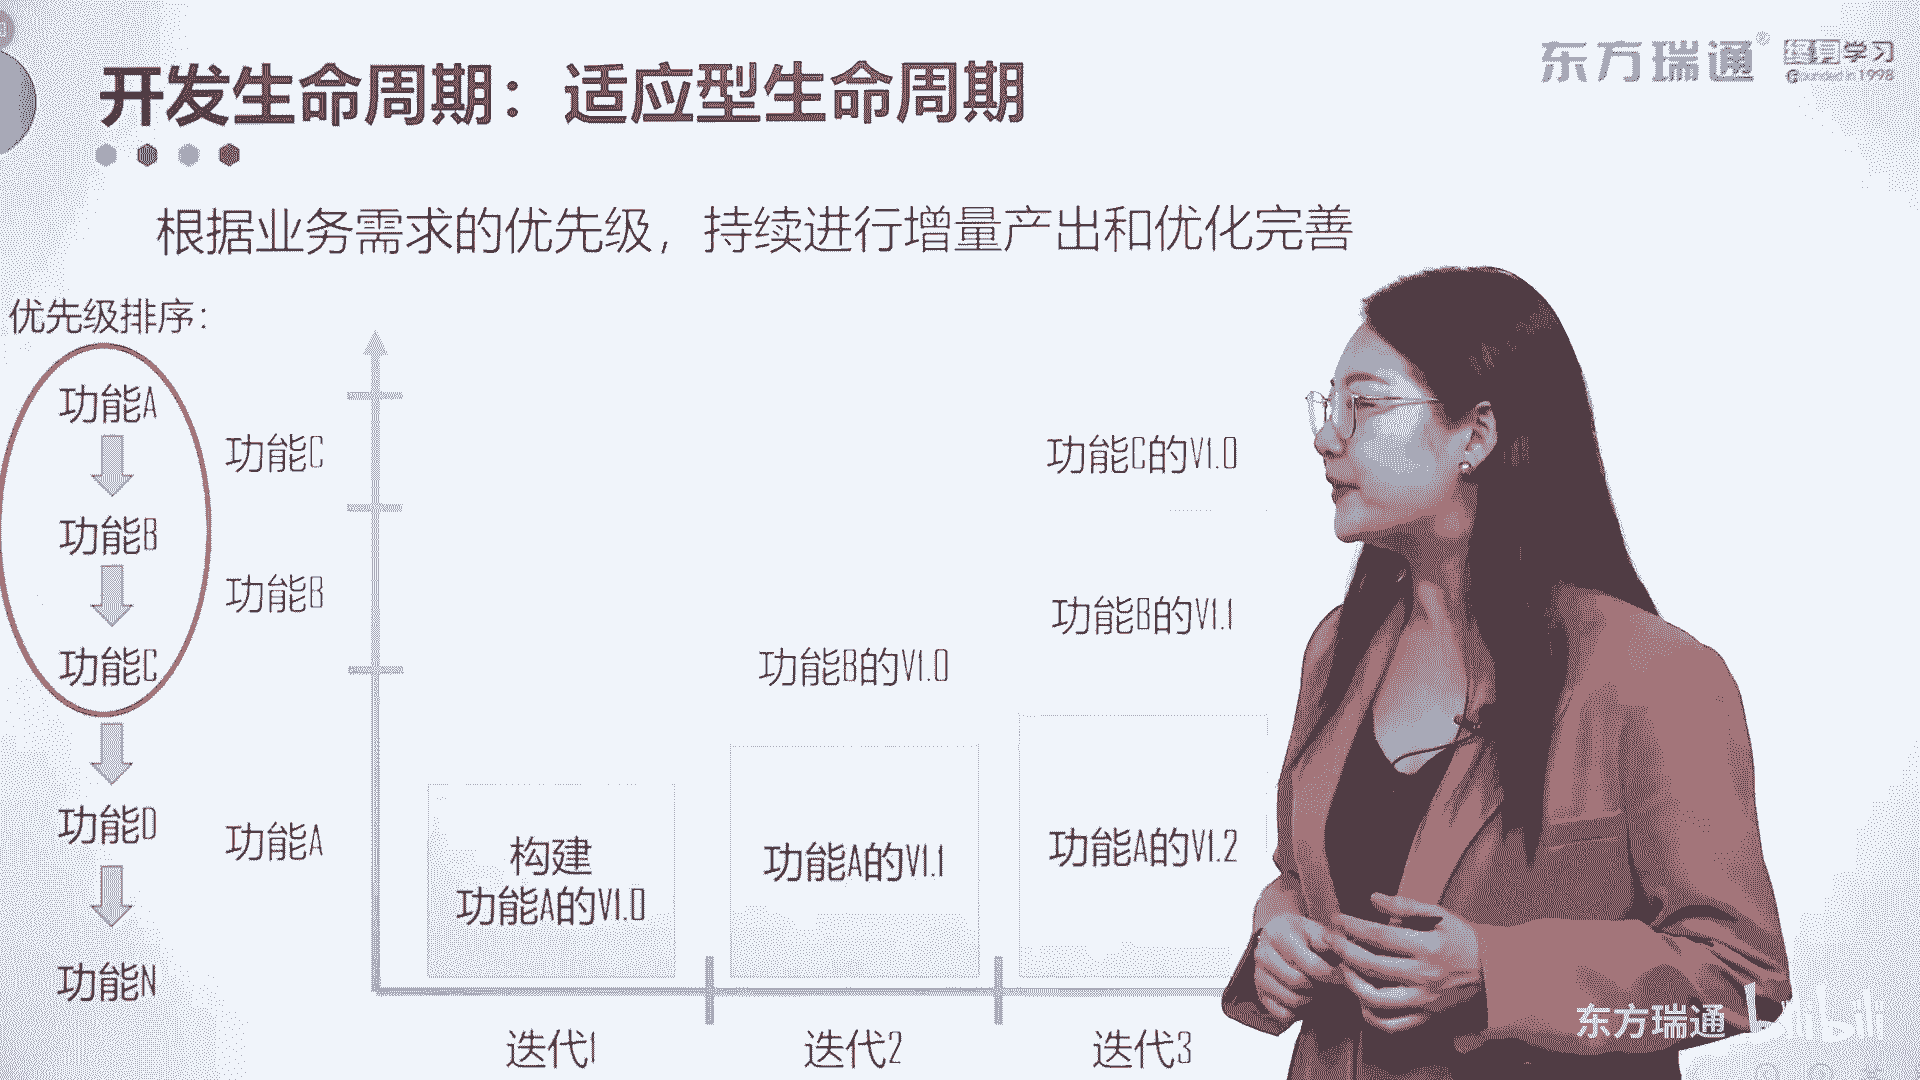 东方瑞通®
终身学习
Founded in 1998
开发生命周期：适应型生命周期
根据业务需求的优先级，持续进行增量产出和优化完善
优先级排序：
功能A
功能B
功能C
功能D
功能N
功能C
功能B
功能A
功能C的V1.0
功能B的V1.0
功能B的V1.1
构建
功能A的V1.0
功能A的V1.1
功能A的V1.2
迭代1
迭代2
迭代3
东方瑞通
bilibili